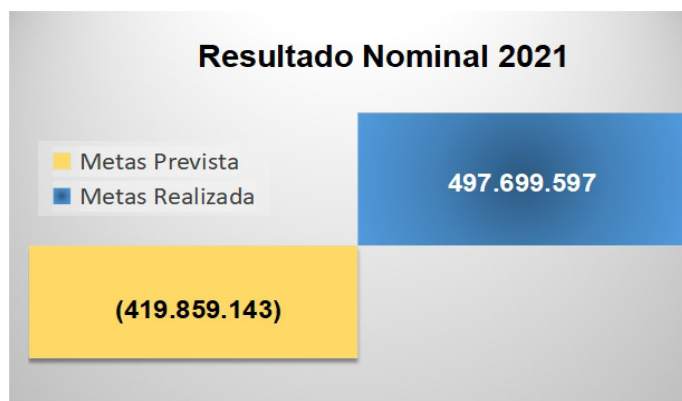 Resultado Nominal 2021
Metas Prevista
Metas Realizada
497.699.597
(419.859.143)